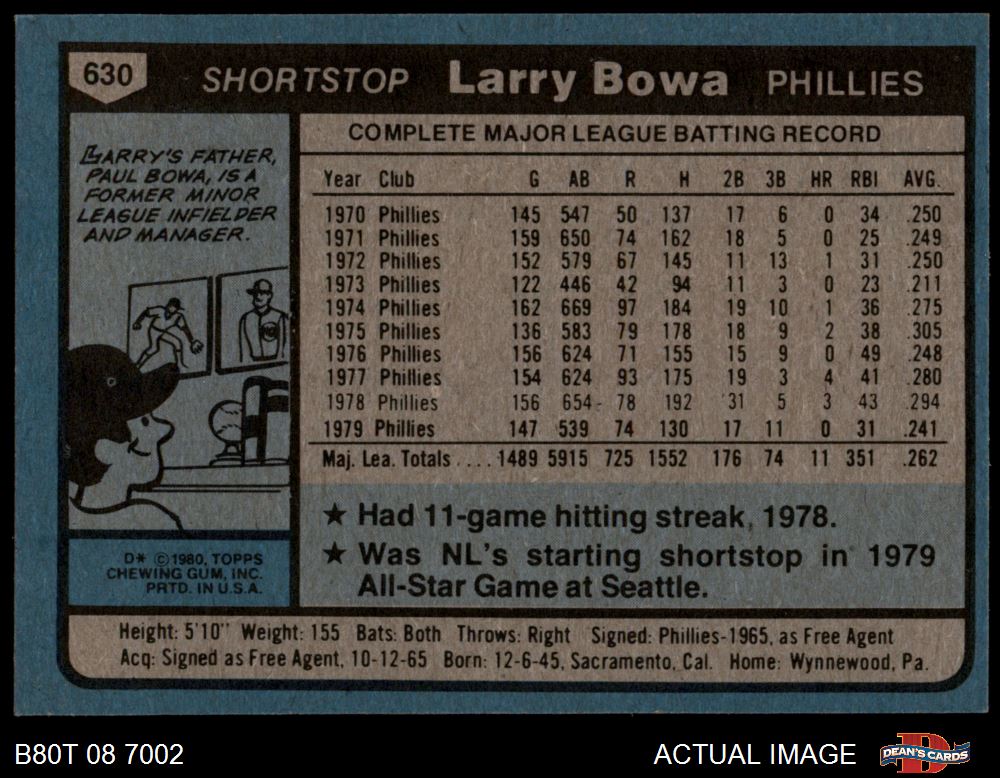 630 SHORTSTOP Larry Bowa PHILLIES
LARRY'S FATHER,
PAUL BOWA, IS A
FORMER MINOR
LEAGUE INFIELDER
AND MANAGER.
D* © 1980, TOPPS
CHEWING GUM, INC.
PRTD. IN U.S.A.
COMPLETE MAJOR LEAGUE BATTING RECORD
Year Club G AB R H 2B 3B HR RBI AVG.
1970 Phillies 145 547 50 137 17 6 0 34 .250
1971 Phillies 159 650 74 162 18 5 0 25 .249
1972 Phillies 152 579 67 145 11 13 1 31 .250
1973 Phillies 122 446 42 94 11 3 0 23 .211
1974 Phillies 162 669 97 184 19 10 1 36 .275
1975 Phillies 136 583 79 178 18 9 2 38 .305
1976 Phillies 156 624 71 155 15 9 0 49 .248
1977 Phillies 154 624 93 175 19 3 4 41 .280
1978 Phillies 156 654 78 192 31 5 3 43 .294
1979 Phillies 147 539 74 130 17 11 0 31 .241
Maj. Lea. Totals .... 1489 5915 725 1552 176 74 11 351 .262
★ Had 11-game hitting streak, 1978.
★ Was NL's starting shortstop in 1979
All-Star Game at Seattle.
Height: 5'10" Weight: 155 Bats: Both Throws: Right Signed: Phillies-1965, as Free Agent
Acq: Signed as Free Agent, 10-12-65 Born: 12-6-45, Sacramento, Cal. Home: Wynnewood, Pa.
B80T 08 7002 ACTUAL IMAGE D DEAN'S CARDS